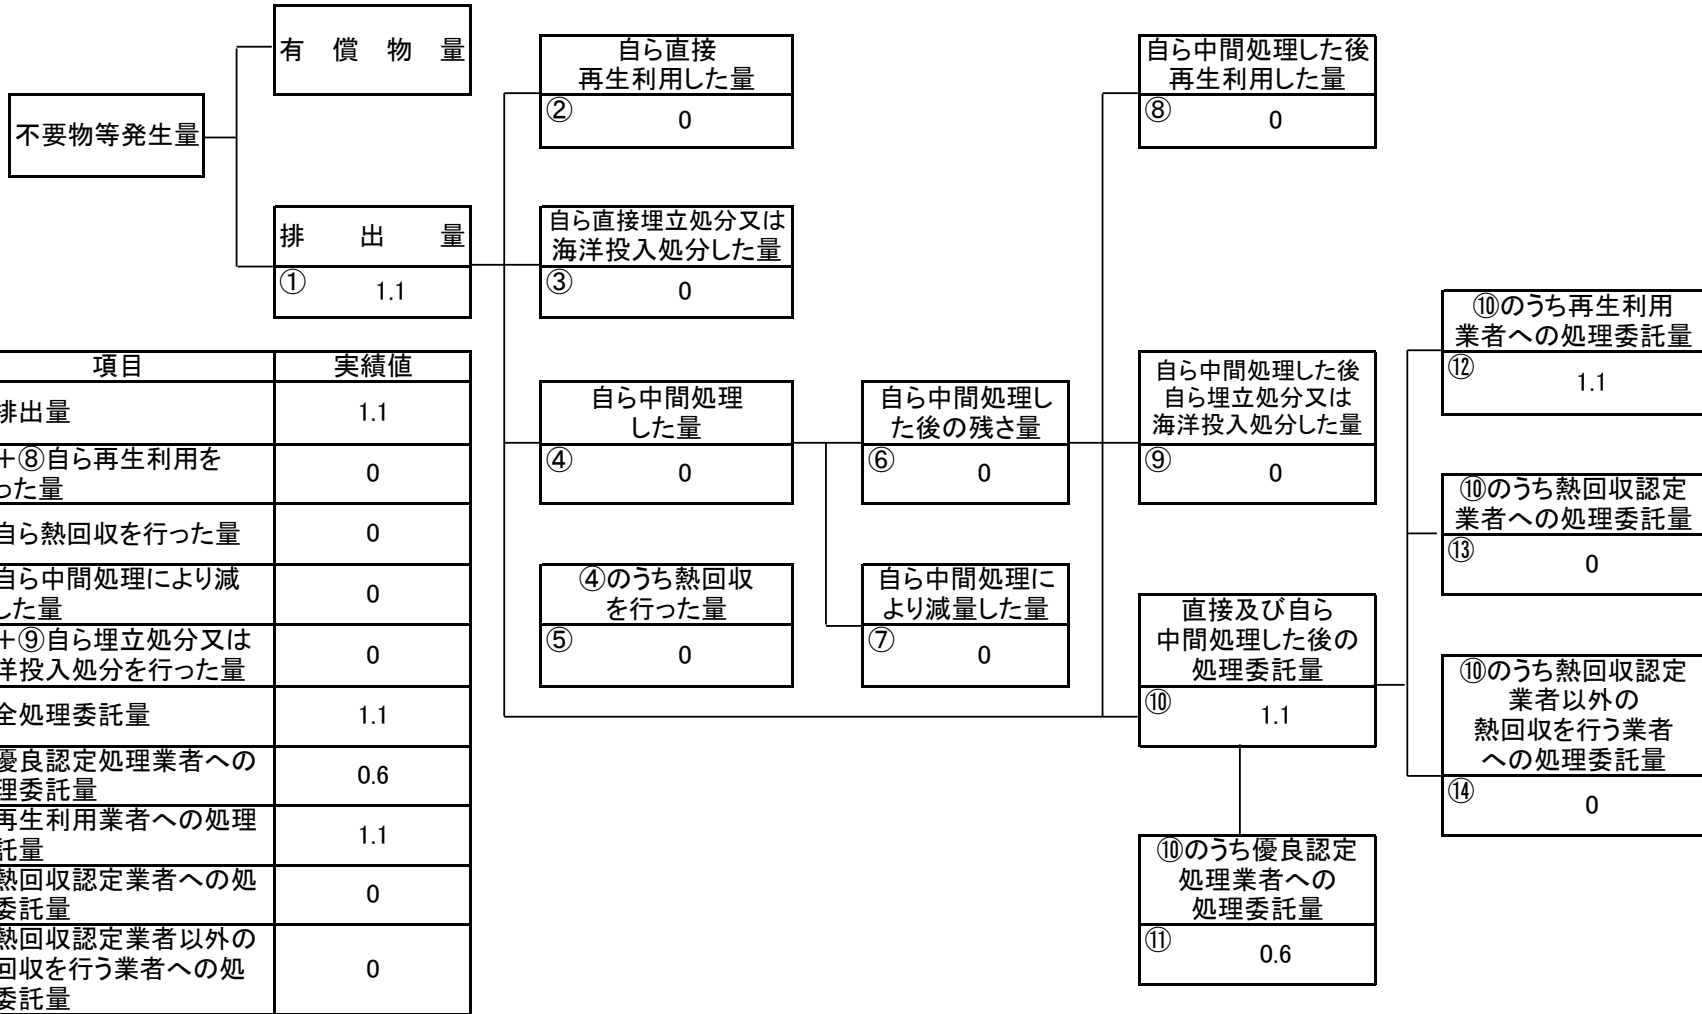 有 償 物 量
不要物等発生量
排 出 量
①
1.1
自ら直接
再生利用した量
②
0
自ら直接埋立処分又は
海洋投入処分した量
③
0
自ら中間処理
した量
④
0
④のうち熱回収
を行った量
⑤
0
自ら中間処理し
た後の残さ量
⑥
0
自ら中間処理に
より減量した量
⑦
0
自ら中間処理した後
再生利用した量
⑧
0
自ら中間処理した後
自ら埋立処分又は
海洋投入処分した量
⑨
0
直接及び自ら
中間処理した後の
処理委託量
⑩
1.1
⑩のうち優良認定
処理業者への
処理委託量
⑪
0.6
⑩のうち再生利用
業者への処理委託量
⑫
1.1
⑩のうち熱回収認定
業者への処理委託量
⑬
0
⑩のうち熱回収認定
業者以外の
熱回収を行う業者
への処理委託量
⑭
0
項目 実績値
排出量 1.1
+⑧自ら再生利用を
った量 0
自ら熱回収を行った量 0
自ら中間処理により減
した量 0
+⑨自ら埋立処分又は
洋投入処分を行った量 0
全処理委託量 1.1
優良認定処理業者への
理委託量 0.6
再生利用業者への処理
託量 1.1
熱回収認定業者への処
委託量 0
熱回収認定業者以外の
回収を行う業者への処
委託量 0